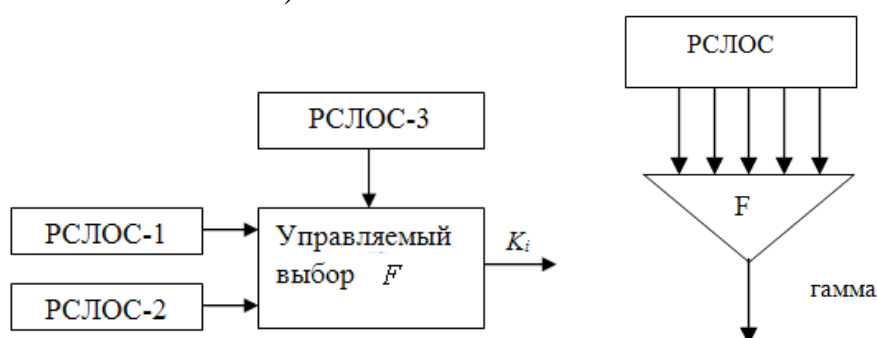 )
РСЛОС
РСЛОС-3
РСЛОС-1
Управляемый
выбор F
Kᵢ
РСЛОС-2
F
гамма